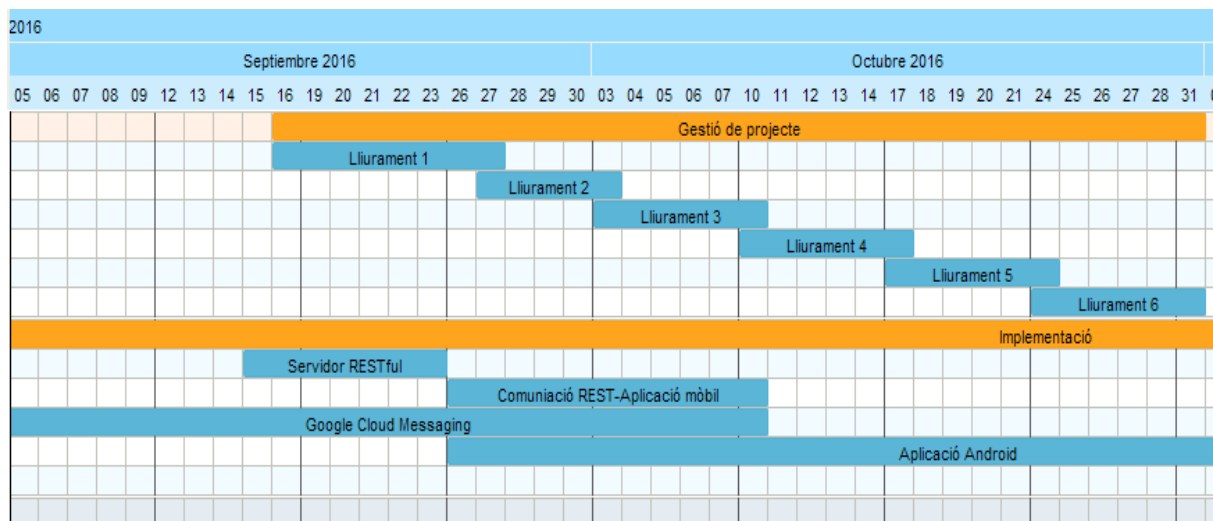 2016
Septiembre 2016 Octubre 2016
05 06 07 08 09 12 13 14 15 16 19 20 21 22 23 26 27 28 29 30 03 04 05 06 07 10 11 12 13 14 17 18 19 20 21 24 25 26 27 28 31
Gestió de projecte
Lliurament 1
Lliurament 2
Lliurament 3
Lliurament 4
Lliurament 5
Lliurament 6
Implementació
Servidor RESTful
Comuniació REST-Aplicació mòbil
Google Cloud Messaging
Aplicació Android